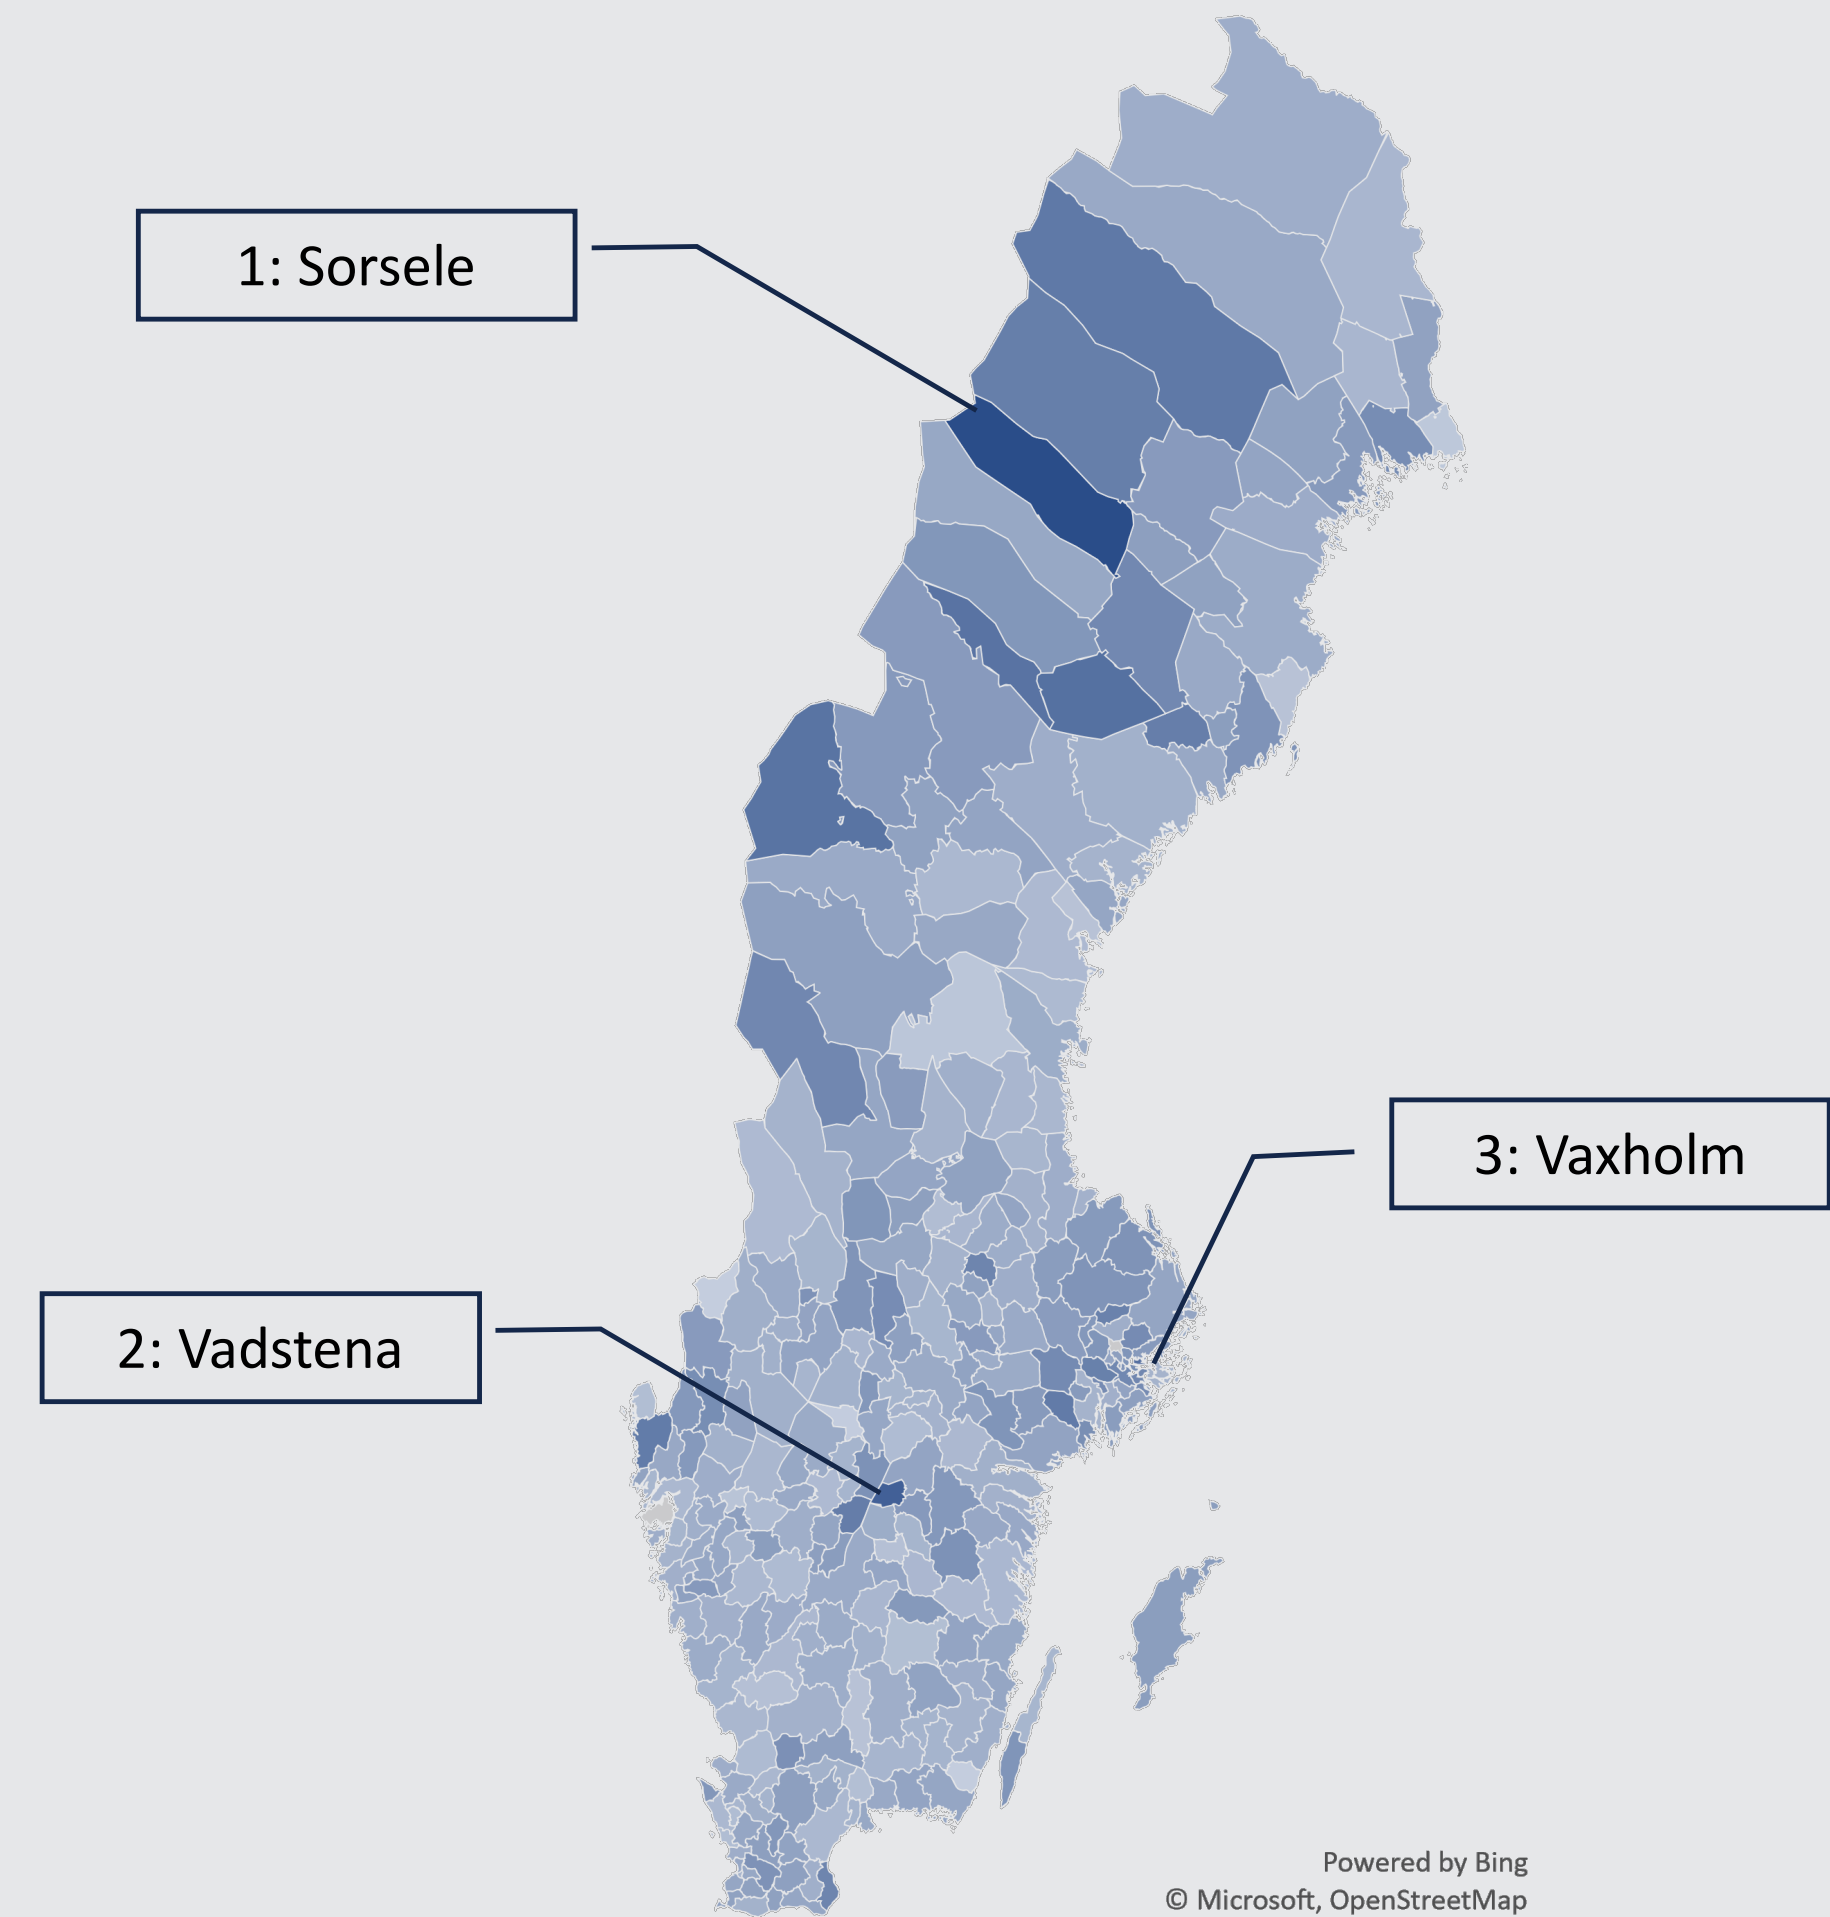 1: Sorsele
3: Vaxholm
2: Vadstena
Powered by Bing
© Microsoft, OpenStreetMap